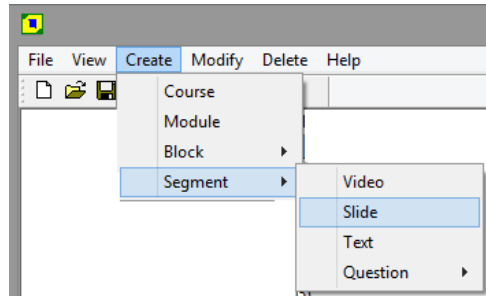 File View Create Modify Delete Help
Course
Module
Block
Segment
Video
Slide
Text
Question